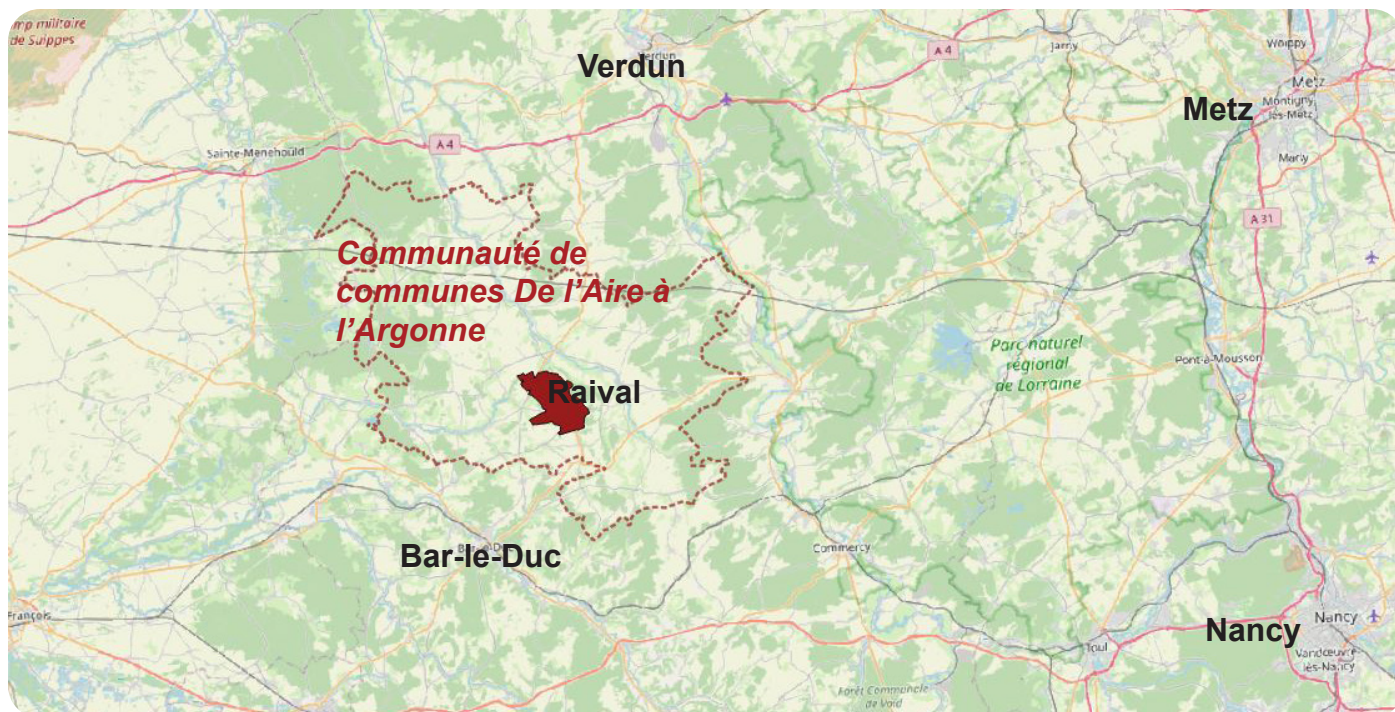 mp militaire
de Suippes
Verdun
Verdun
A 4
Jarny
Woippy
Metz
Metz
Montigny
lès-Metz
Marly
Sainte-Menehould
A 4
A 31
Communauté de
communes De l'Aire à
l'Argonne
Parc naturel
régional
de Lorraine
Pont-à-Mousson
Raival
Bar-le-Duc
Commercy
François
Toul
Nancy
Nancy
Vandœuvre
-lès-Nancy
Forêt Communale
de Void